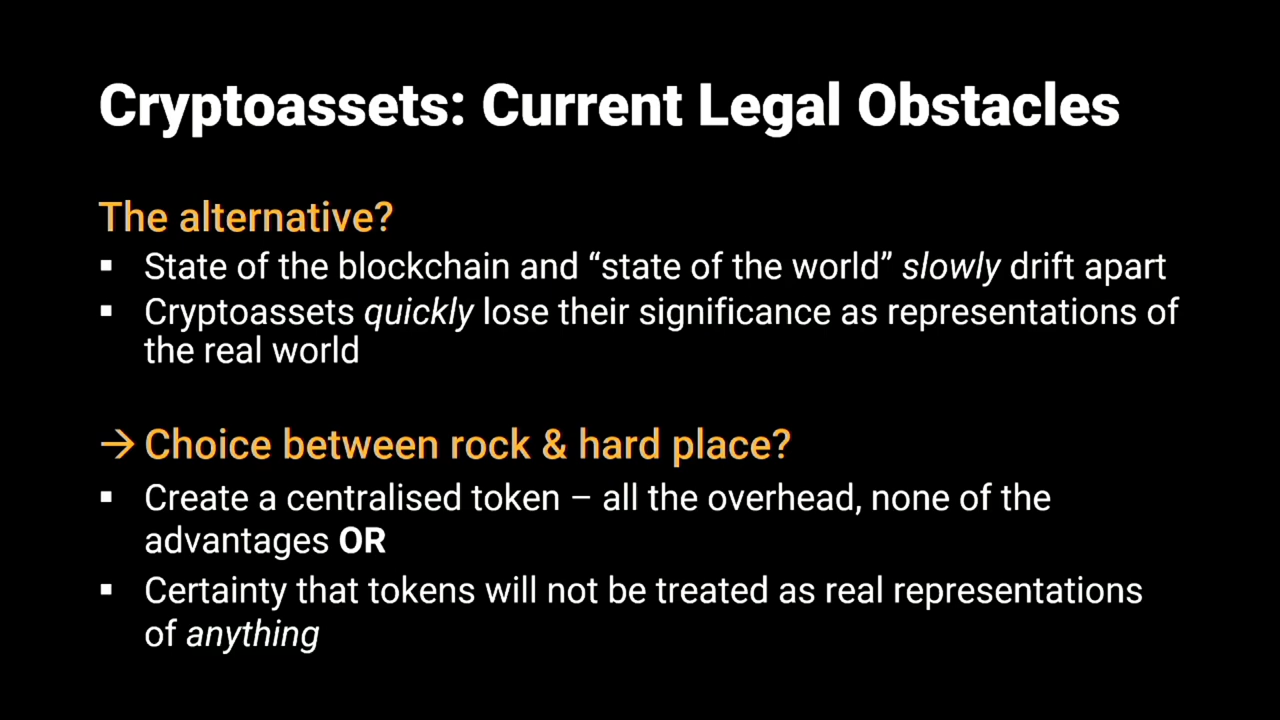 Cryptoassets: Current Legal Obstacles
The alternative?
▪ State of the blockchain and “state of the world” slowly drift apart
▪ Cryptoassets quickly lose their significance as representations of
the real world
→ Choice between rock & hard place?
▪ Create a centralised token – all the overhead, none of the
advantages OR
▪ Certainty that tokens will not be treated as real representations
of anything